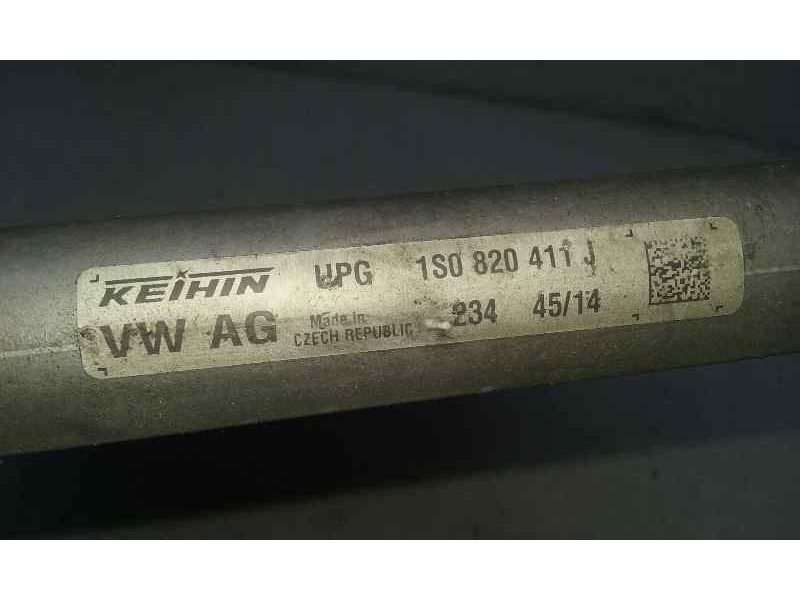 KEIHIN UPG 1S0 820 411 J
VW AG Made in CZECH REPUBLIC 234 45/14